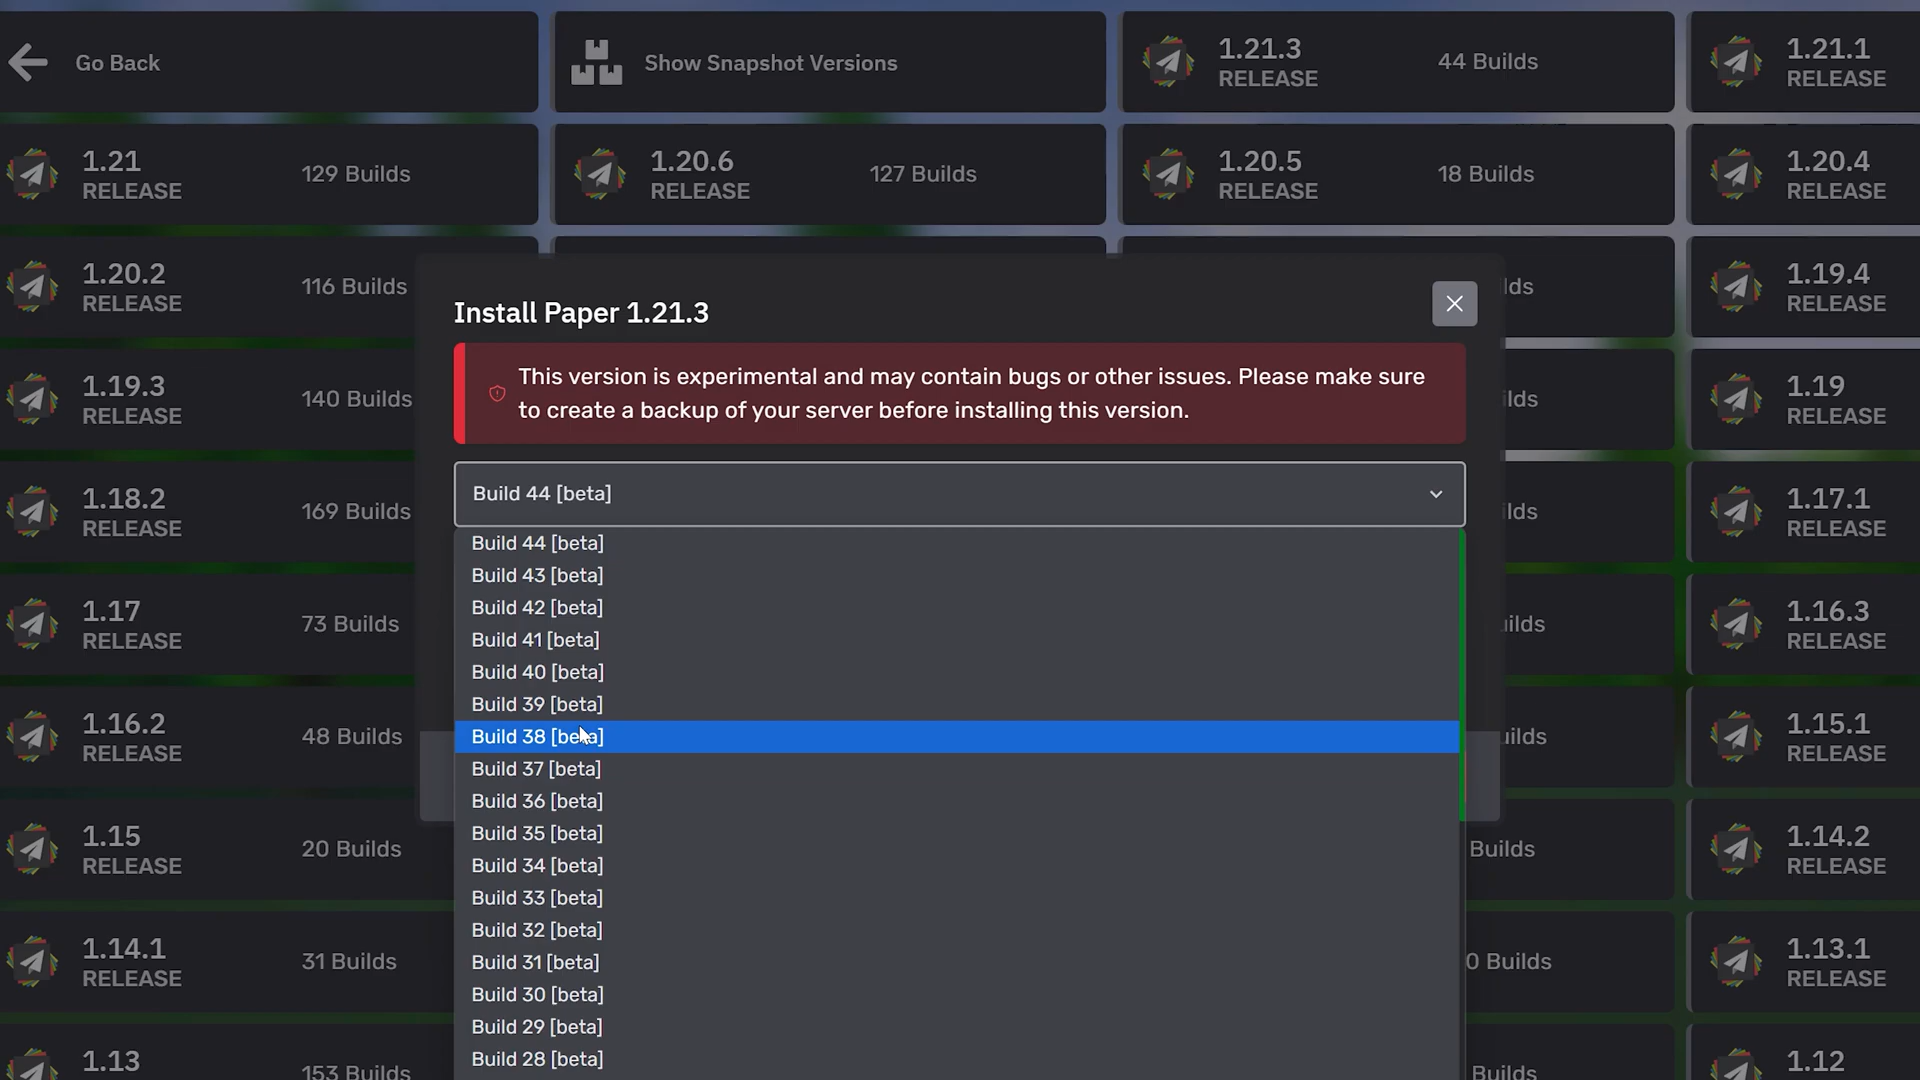 Go Back
Show Snapshot Versions
1.21.3
RELEASE
44 Builds
1.21.1
RELEASE
1.21
RELEASE
129 Builds
1.20.6
RELEASE
127 Builds
1.20.5
RELEASE
18 Builds
1.20.4
RELEASE
1.20.2
RELEASE
116 Builds
lds
1.19.4
RELEASE
Install Paper 1.21.3
This version is experimental and may contain bugs or other issues. Please make sure
to create a backup of your server before installing this version.
1.19.3
RELEASE
140 Builds
ilds
1.19
RELEASE
Build 44 [beta]
1.18.2
RELEASE
169 Builds
ilds
1.17.1
RELEASE
Build 44 [beta]
Build 43 [beta]
Build 42 [beta]
Build 41 [beta]
Build 40 [beta]
Build 39 [beta]
Build 38 [beta]
Build 37 [beta]
Build 36 [beta]
Build 35 [beta]
Build 34 [beta]
Build 33 [beta]
Build 32 [beta]
Build 31 [beta]
Build 30 [beta]
Build 29 [beta]
Build 28 [beta]
1.17
RELEASE
73 Builds
uilds
1.16.3
RELEASE
1.16.2
RELEASE
48 Builds
uilds
1.15.1
RELEASE
1.15
RELEASE
20 Builds
Builds
1.14.2
RELEASE
1.14.1
RELEASE
31 Builds
0 Builds
1.13.1
RELEASE
1.13
153 Builds
Builds
1.12